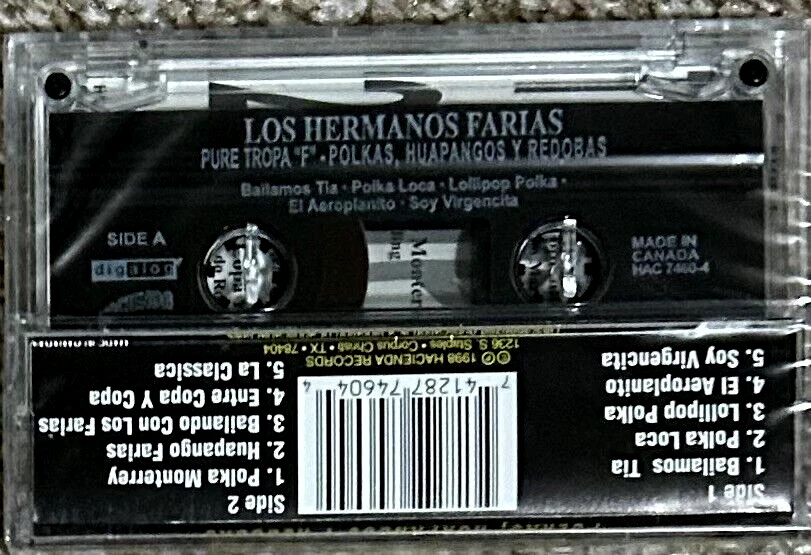 LOS HERMANOS FARIAS
PURE TROPA "F" - POLKAS, HUAPANGOS Y REDOBAS
Bailamos Tia · Polka Loca · Lollipop Polka ·
El Aeroplanito · Soy Virgencita
SIDE A
digalog
MADE IN
CANADA
HAC 7460-4
Monter
Side 1
1. Bailamos Tia
2. Polka Loca
3. Lollipop Polka
4. El Aeroplanito
5. Soy Virgencita
7 41287 74604 4
© ℗ 1998 HACIENDA RECORDS
1236 S. Staples • Corpus Christi • TX • 78404
Side 2
1. Polka Monterrey
2. Huapango Farias
3. Bailando Con Los Farias
4. Entre Copa Y Copa
5. La Classica